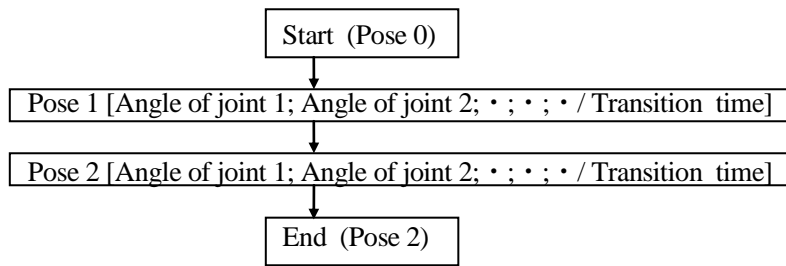 Start (Pose 0)
Pose 1 [Angle of joint 1; Angle of joint 2; ・; ・; ・ / Transition time]
Pose 2 [Angle of joint 1; Angle of joint 2; ・; ・; ・ / Transition time]
End (Pose 2)